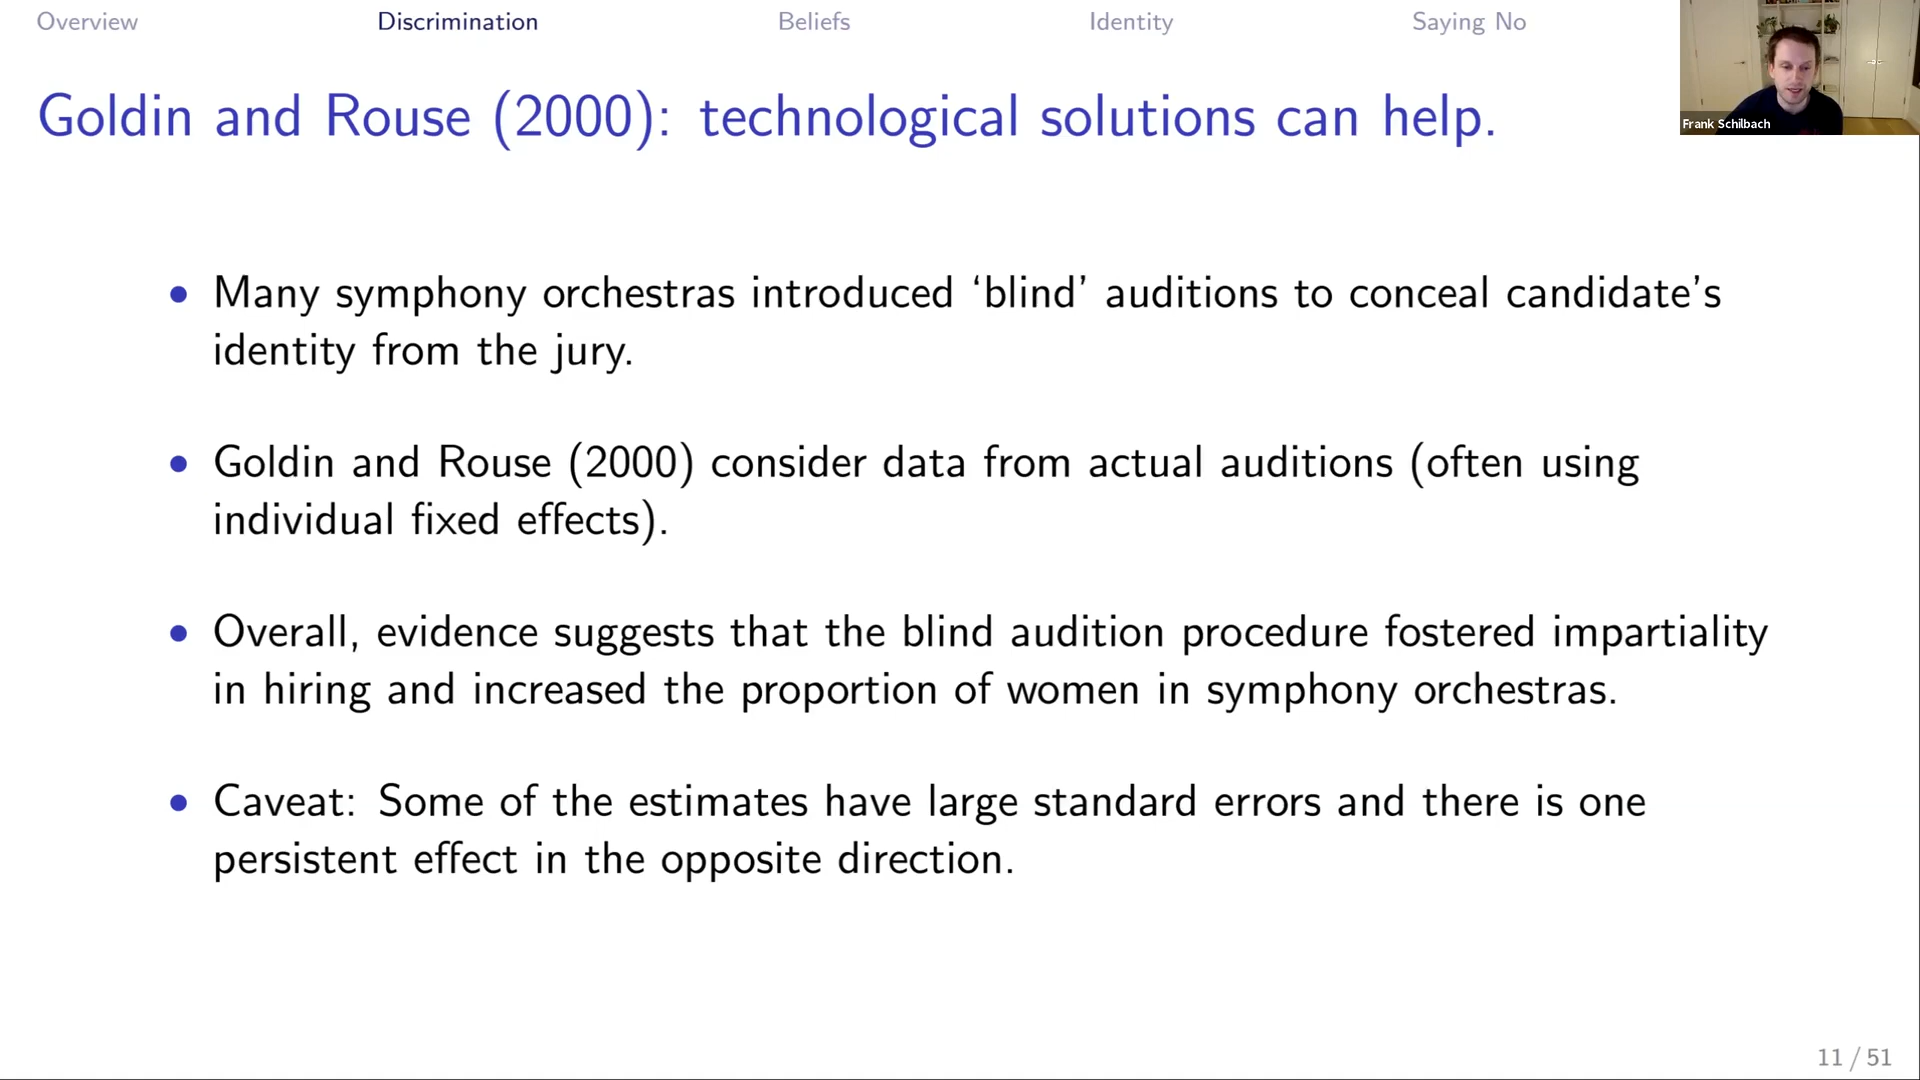 Overview Discrimination Beliefs Identity Saying No
Frank Schilbach
Goldin and Rouse (2000): technological solutions can help.
• Many symphony orchestras introduced ‘blind’ auditions to conceal candidate’s
identity from the jury.
• Goldin and Rouse (2000) consider data from actual auditions (often using
individual fixed effects).
• Overall, evidence suggests that the blind audition procedure fostered impartiality
in hiring and increased the proportion of women in symphony orchestras.
• Caveat: Some of the estimates have large standard errors and there is one
persistent effect in the opposite direction.
11 / 51